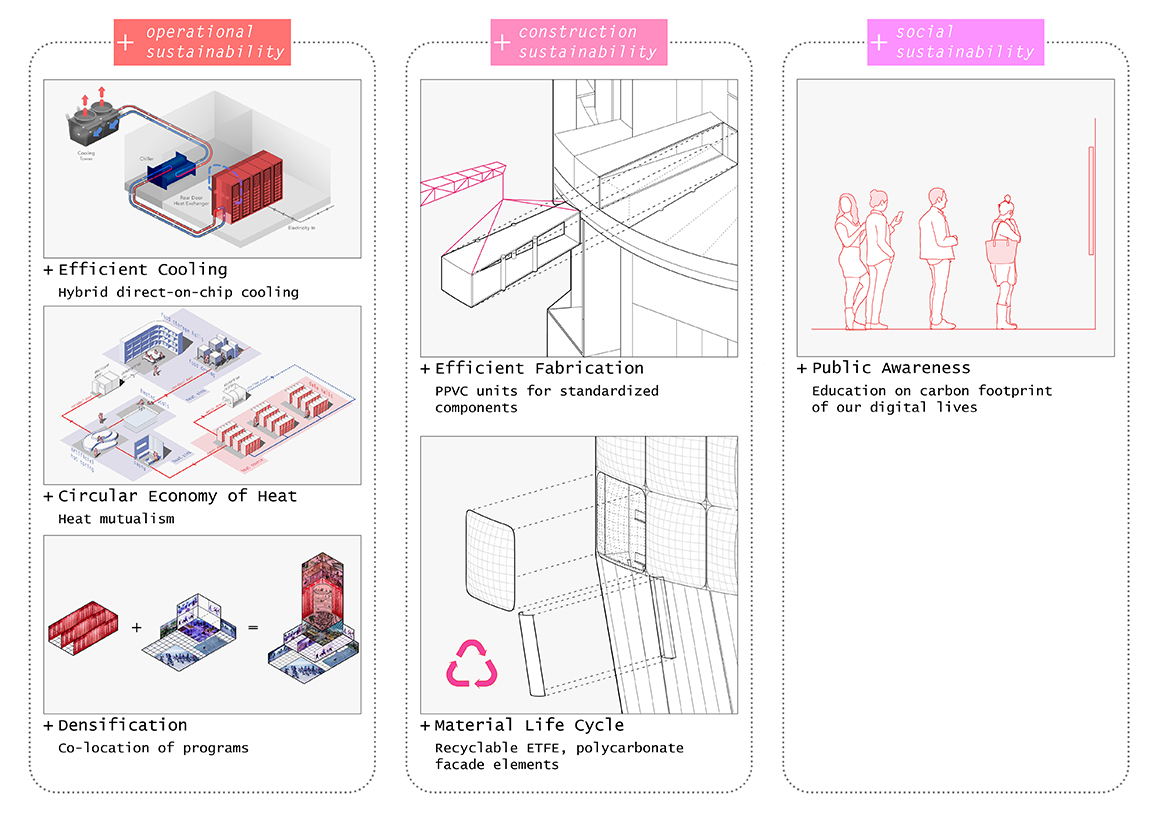 + operational
sustainability
Cooling
Tower
Chiller
Rear Door
Heat Exchanger
Electricity In
+ Efficient Cooling
Hybrid direct-on-chip cooling
+ Circular Economy of Heat
Heat mutualism
+
=
+ Densification
Co-location of programs
+ construction
sustainability
+ Efficient Fabrication
PPVC units for standardized
components
+ Material Life Cycle
Recyclable ETFE, polycarbonate
facade elements
+ social
sustainability
+ Public Awareness
Education on carbon footprint
of our digital lives